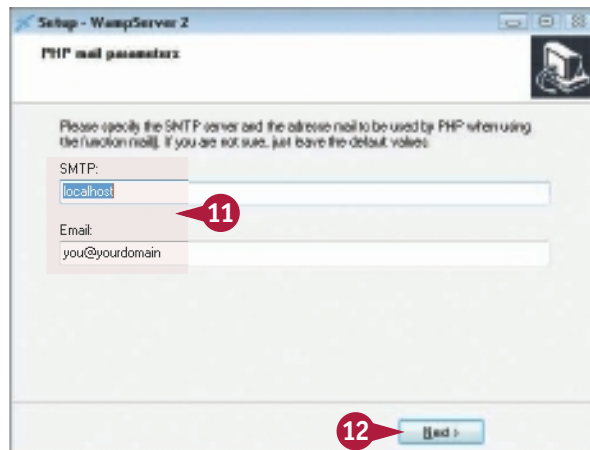 Setup - WampServer 2
PHP mail parameters
Please specify the SMTP server and the adresse mail to be used by PHP when using
the function mail(). If you are not sure, just leave the default values.
SMTP:
localhost
11
Email:
you@yourdomain
12
Next >